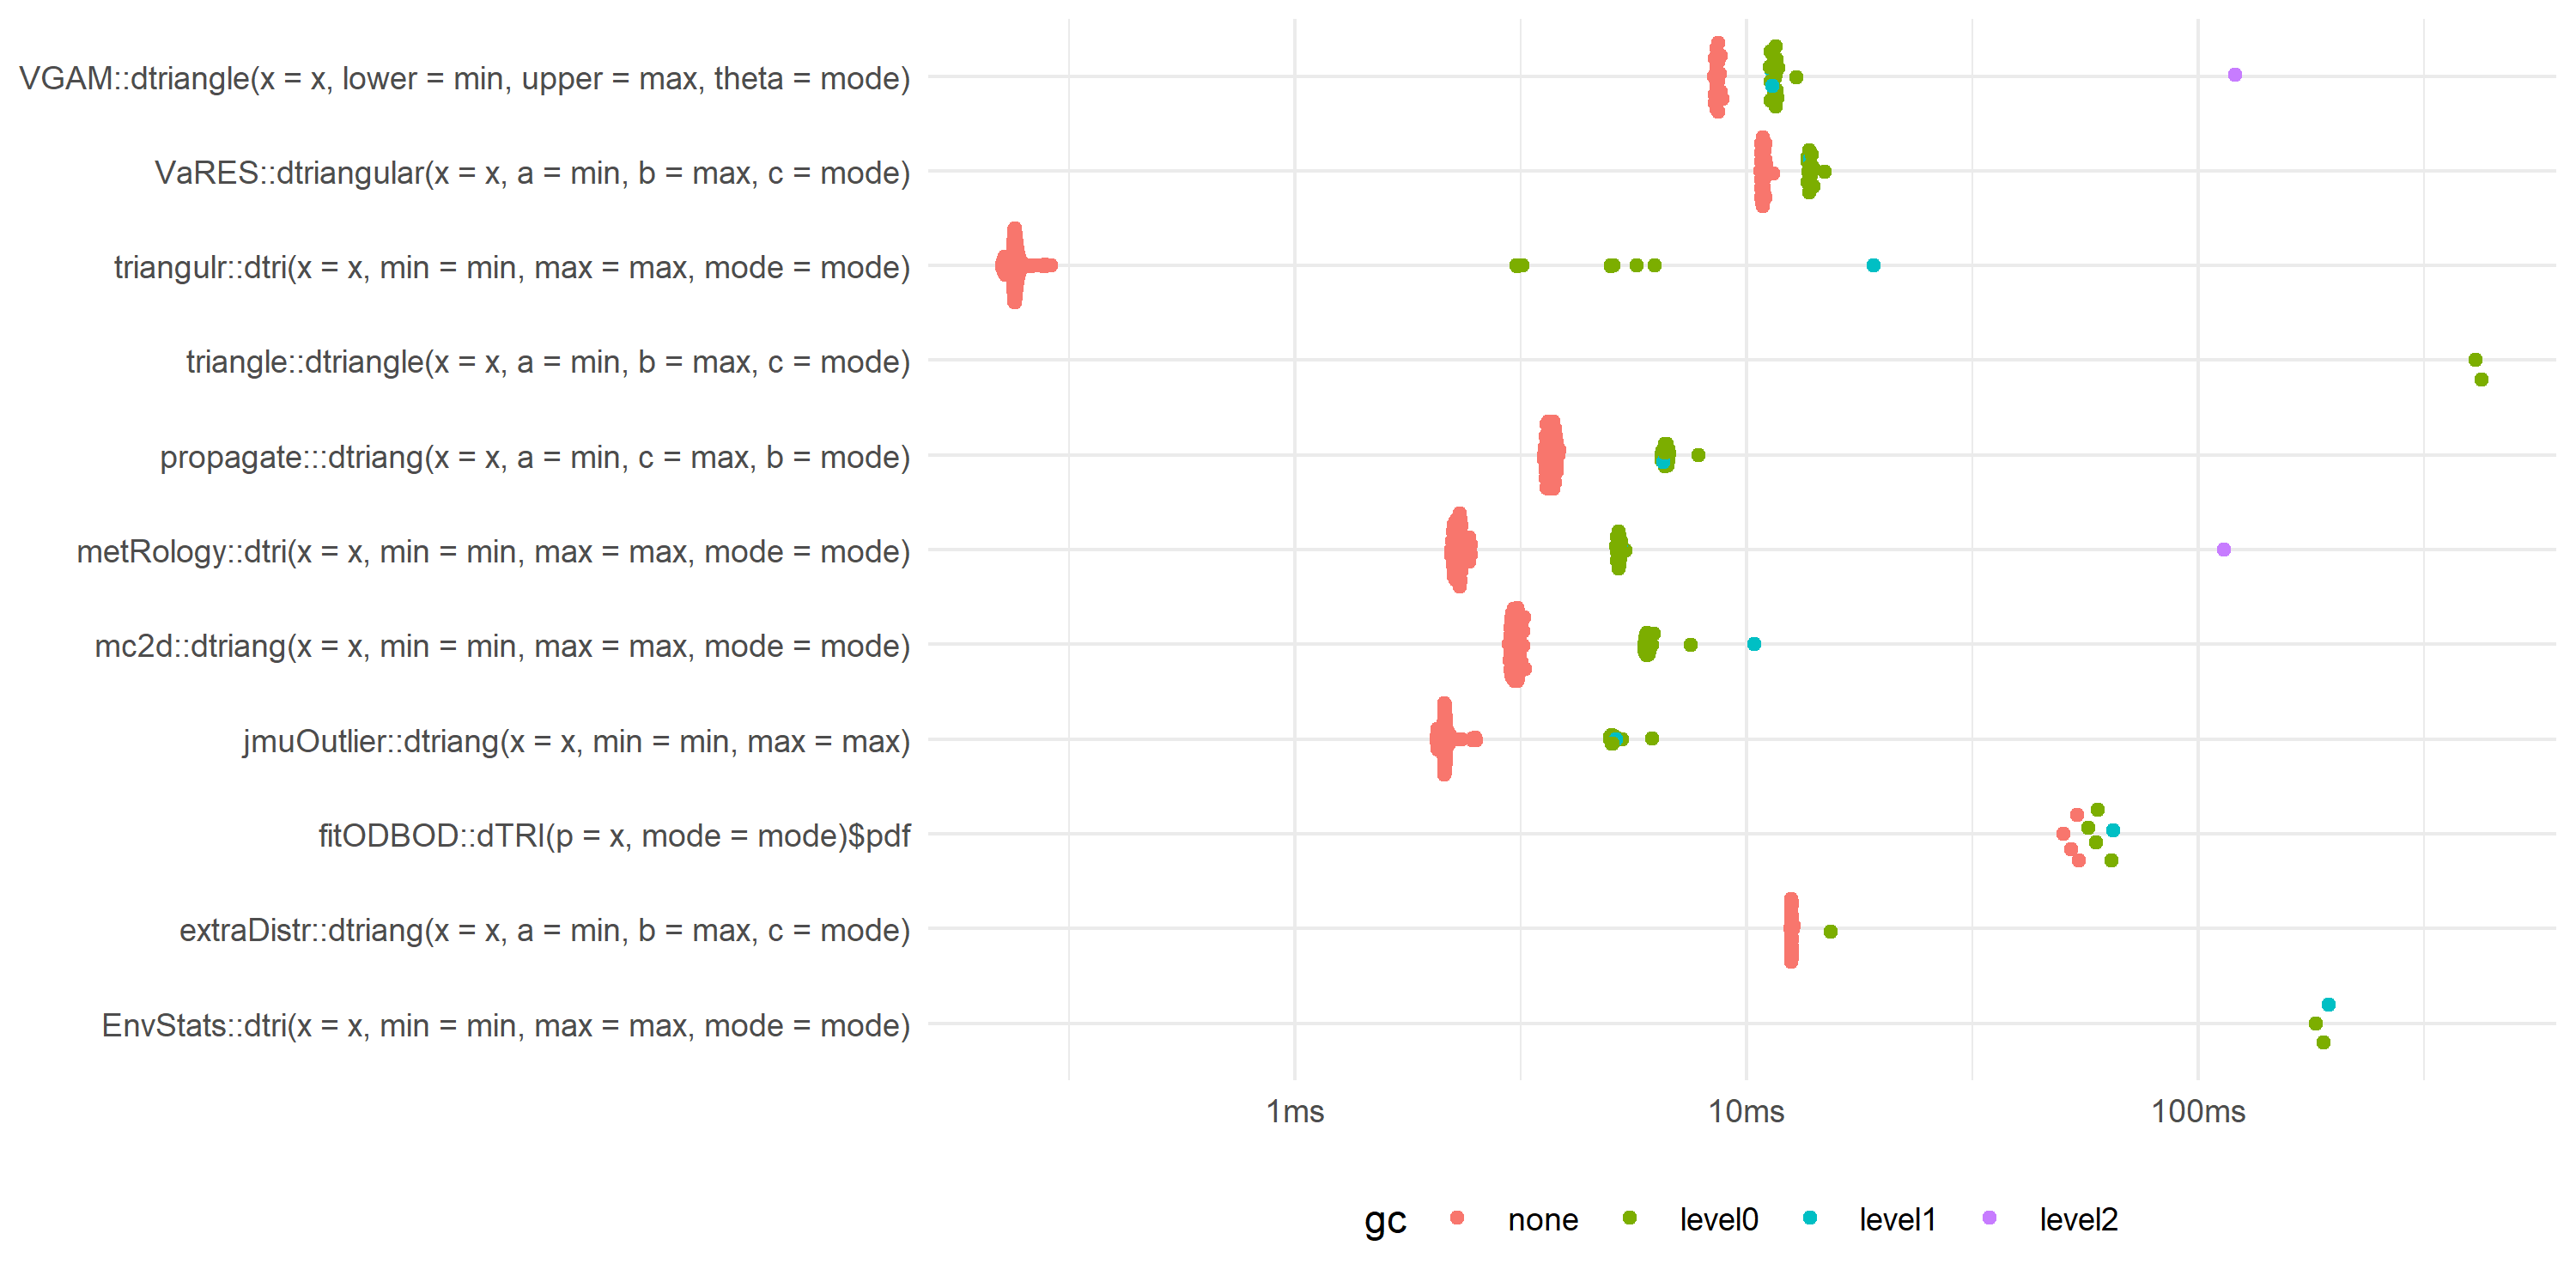 VGAM::dtriangle(x = x, lower = min, upper = max, theta = mode)
VaRES::dtriangular(x = x, a = min, b = max, c = mode)
triangulr::dtri(x = x, min = min, max = max, mode = mode)
triangle::dtriangle(x = x, a = min, b = max, c = mode)
propagate:::dtriang(x = x, a = min, c = max, b = mode)
metRology::dtri(x = x, min = min, max = max, mode = mode)
mc2d::dtriang(x = x, min = min, max = max, mode = mode)
jmuOutlier::dtriang(x = x, min = min, max = max)
fitODBOD::dTRI(p = x, mode = mode)$pdf
extraDistr::dtriang(x = x, a = min, b = max, c = mode)
EnvStats::dtri(x = x, min = min, max = max, mode = mode)
1ms 10ms 100ms
gc none level0 level1 level2